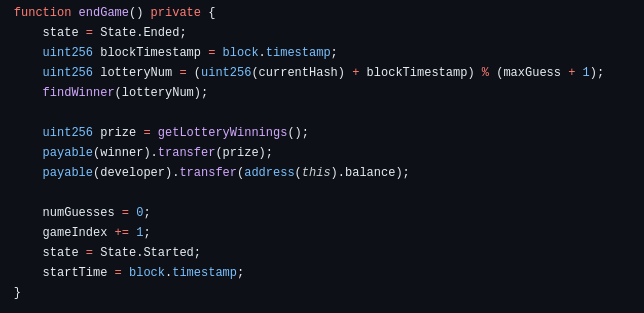 function endGame() private {
    state = State.Ended;
    uint256 blockTimestamp = block.timestamp;
    uint256 lotteryNum = (uint256(currentHash) + blockTimestamp) % (maxGuess + 1);
    findWinner(lotteryNum);

    uint256 prize = getLotteryWinnings();
    payable(winner).transfer(prize);
    payable(developer).transfer(address(this).balance);

    numGuesses = 0;
    gameIndex += 1;
    state = State.Started;
    startTime = block.timestamp;
}